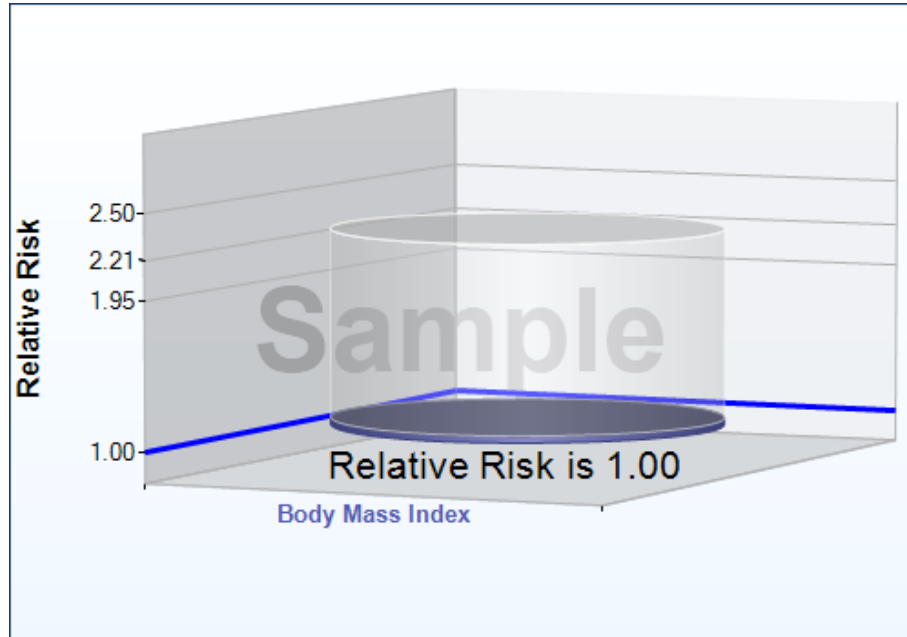 Relative Risk
2.50
2.21
1.95
1.00
Sample
Relative Risk is 1.00
Body Mass Index